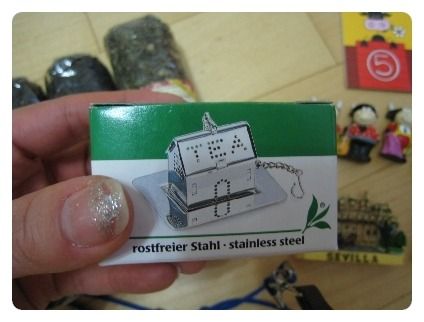 5
TEA
rostfreier Stahl · stainless steel
SEVILLA